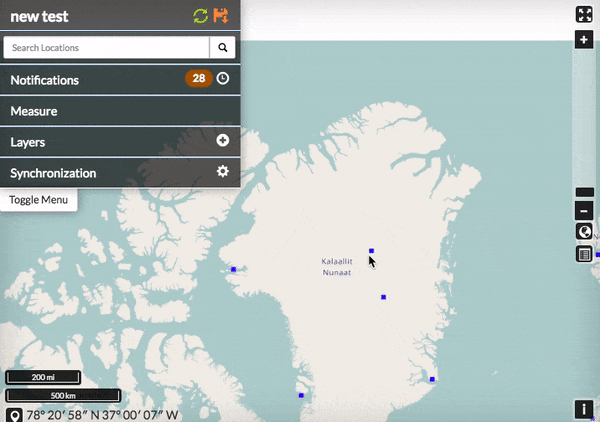 new test
Search Locations
Notifications 28
Measure
Layers
Synchronization
Toggle Menu
Kalaallit
Nunaat
200 mi
500 km
78° 20′ 58″ N 37° 00′ 07″ W